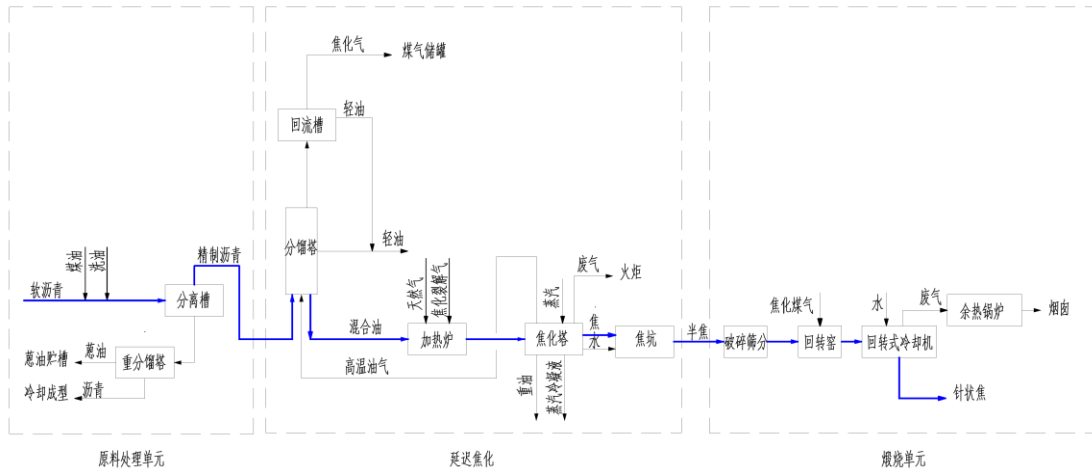 焦化气
煤气储罐
轻油
回流槽
分馏塔
轻油
煤油
洗油
精制沥青
软沥青
分离槽
天然气
焦化裂解气
混合油
加热炉
高温油气
废气
火炬
蒸汽
焦化塔
焦
水
焦坑
半焦
重油
蒸汽冷凝液
破碎筛分
焦化煤气
回转窑
水
回转式冷却机
废气
余热锅炉
烟囱
针状焦
蒽油贮槽
蒽油
重分馏塔
冷却成型
沥青
原料处理单元
延迟焦化
煅烧单元